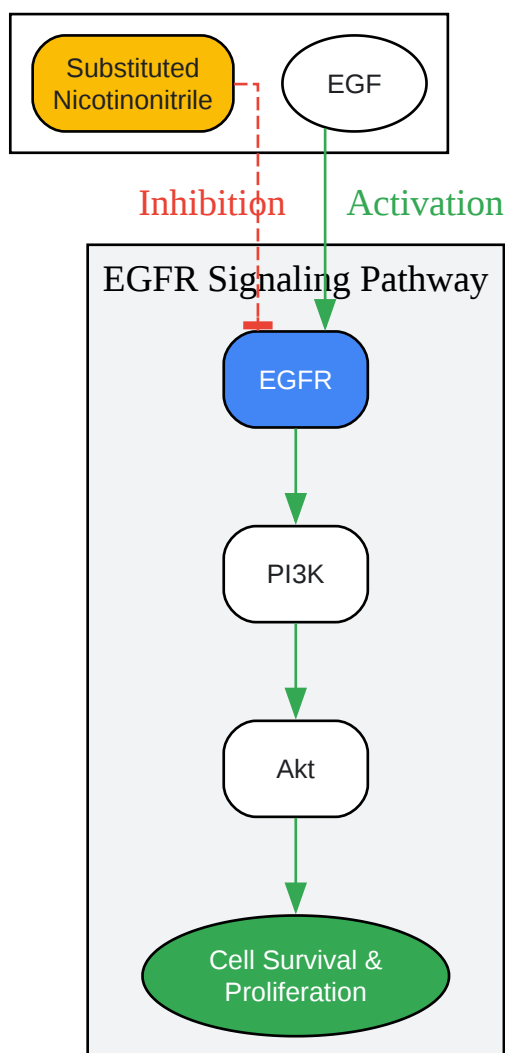 Substituted
Nicotinonitrile
EGF
Inhibition
Activation
EGFR Signaling Pathway
EGFR
PI3K
Akt
Cell Survival &
Proliferation